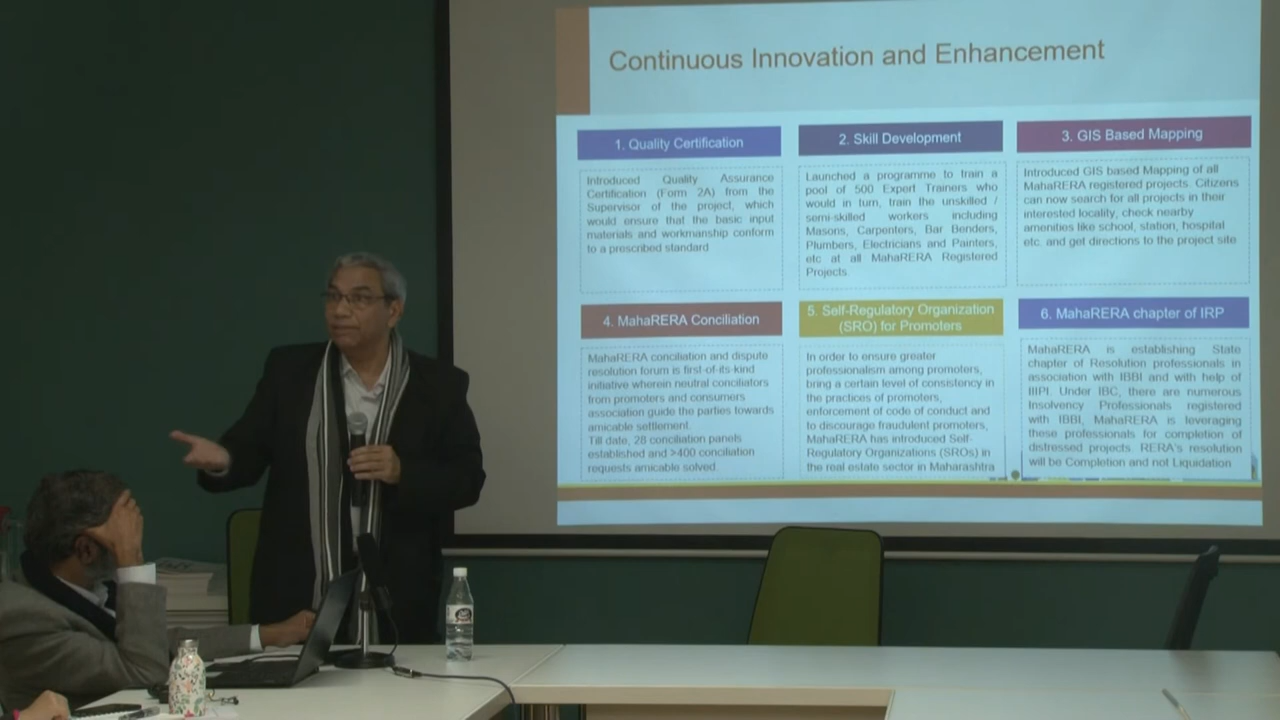 Continuous Innovation and Enhancement
1. Quality Certification
Introduced Quality Assurance
Certification (Form 2A) from the
Supervisor of the project, which
would ensure that the basic input
materials and workmanship conform
to a prescribed standard
2. Skill Development
Launched a programme to train a
pool of 500 Expert Trainers who
would in turn, train the unskilled /
semi-skilled workers including
Masons, Carpenters, Bar Benders,
Plumbers, Electricians and Painters,
etc at all MahaRERA Registered
Projects.
3. GIS Based Mapping
Introduced GIS based Mapping of all
MahaRERA registered projects. Citizens
can now search for all projects in their
interested locality, check nearby
amenities like school, station, hospital
etc. and get directions to the project site
4. MahaRERA Conciliation
MahaRERA conciliation and dispute
resolution forum is first-of-its-kind
initiative wherein neutral conciliators
from promoters and consumers
association guide the parties towards
amicable settlement.
Till date, 28 conciliation panels
established and >400 conciliation
requests amicable solved.
5. Self-Regulatory Organization
(SRO) for Promoters
In order to ensure greater
professionalism among promoters,
bring a certain level of consistency in
the practices of promoters,
enforcement of code of conduct and
to discourage fraudulent promoters,
MahaRERA has introduced Self-
Regulatory Organizations (SROs) in
the real estate sector in Maharashtra
6. MahaRERA chapter of IRP
MahaRERA is establishing State
chapter of Resolution professionals in
association with IBBI and with help of
IIIPI. Under IBC, there are numerous
Insolvency Professionals registered
with IBBI, MahaRERA is leveraging
these professionals for completion of
distressed projects. RERA's resolution
will be Completion and not Liquidation